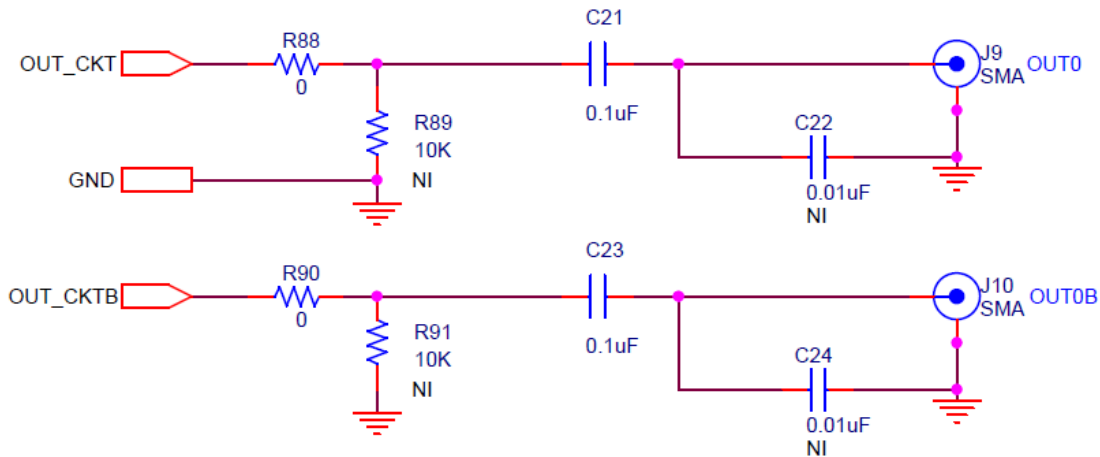 C21
R88
J9
OUT_CKT
OUT0
SMA
0
0.1uF
R89
C22
10K
GND
NI
0.01uF
NI
C23
R90
J10
OUT_CKTB
OUT0B
SMA
0
R91
0.1uF
10K
C24
NI
0.01uF
NI